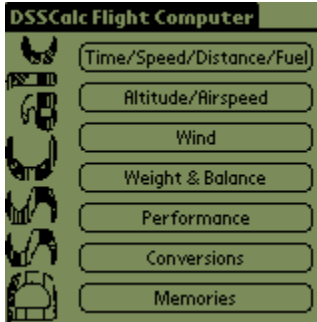 DSSCalc Flight Computer
Time/Speed/Distance/Fuel
Altitude/Airspeed
Wind
Weight & Balance
Performance
Conversions
Memories